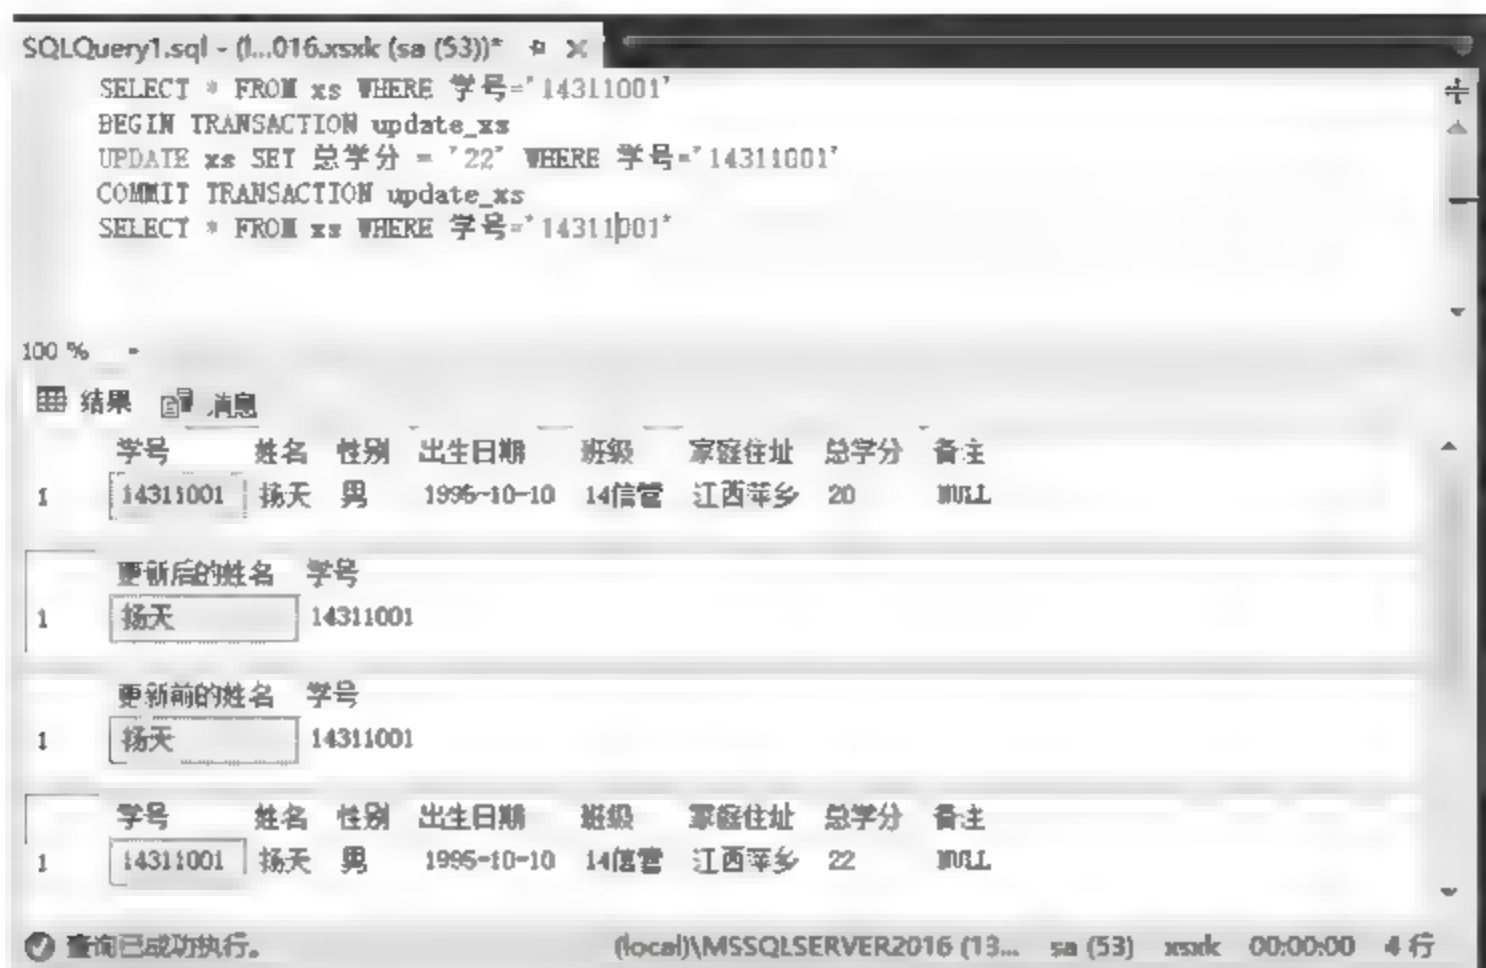 SQLQuery1.sql - (l...016.xsxk (sa (53))*
SELECT * FROM xs WHERE 学号='14311001'
BEGIN TRANSACTION update_xs
UPDATE xs SET 总学分 = '22' WHERE 学号='14311001'
COMMIT TRANSACTION update_xs
SELECT * FROM xs WHERE 学号='14311001'
100 %
结果 消息
学号 姓名 性别 出生日期 班级 家庭住址 总学分 备注
1 14311001 扬天 男 1995-10-10 14信管 江西萍乡 20 NULL
更新后的姓名 学号
1 扬天 14311001
更新前的姓名 学号
1 扬天 14311001
学号 姓名 性别 出生日期 班级 家庭住址 总学分 备注
1 14311001 扬天 男 1995-10-10 14信管 江西萍乡 22 NULL
查询已成功执行。 (local)\MSSQLSERVER2016 (13... sa (53) xsxk 00:00:00 4 行